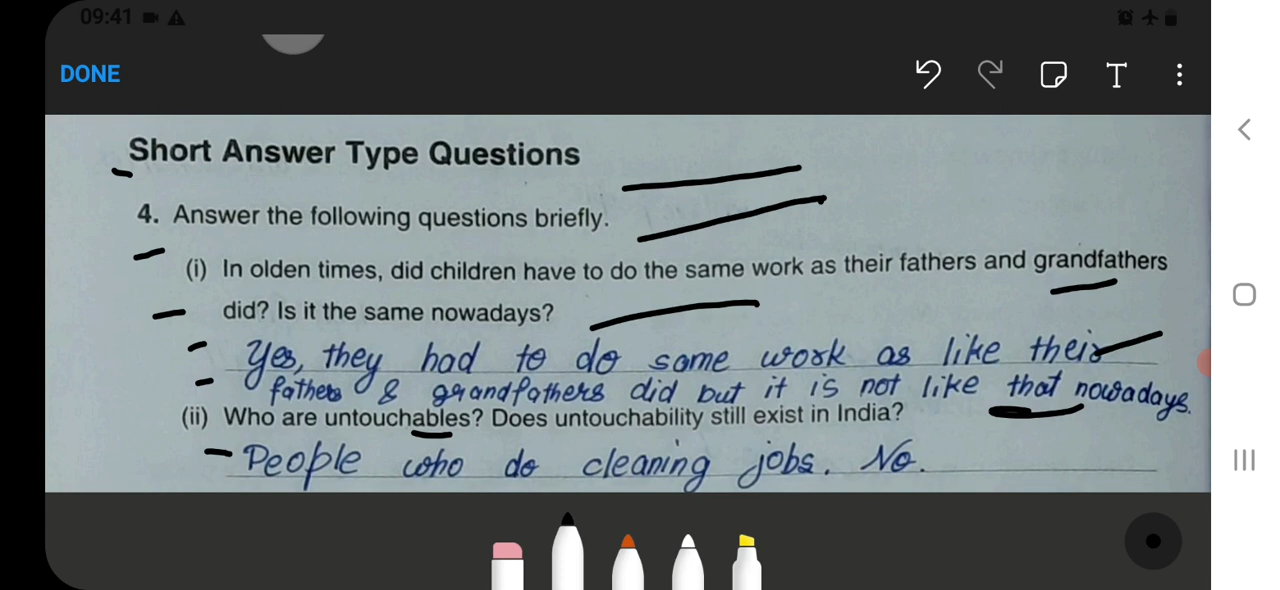 09:41
DONE
T
Short Answer Type Questions
4. Answer the following questions briefly.
(i) In olden times, did children have to do the same work as their fathers and grandfathers
did? Is it the same nowadays?
Yes, they had to do same work as like their
fathers & grandfathers did but it is not like that nowadays.
(ii) Who are untouchables? Does untouchability still exist in India?
People who do cleaning jobs. No.